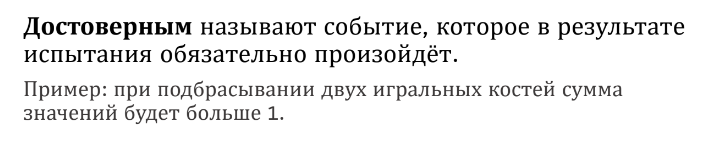 Достоверным называют событие, которое в результате
испытания обязательно произойдёт.
Пример: при подбрасывании двух игральных костей сумма
значений будет больше 1.